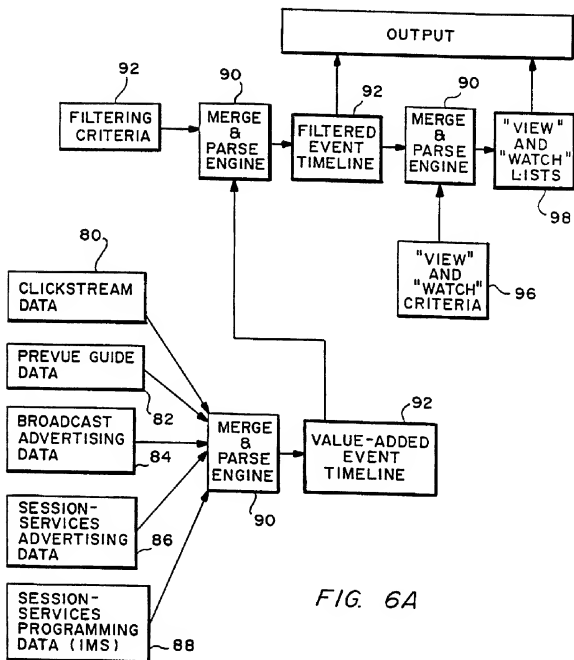 OUTPUT
92
FILTERING
CRITERIA
90
MERGE
&
PARSE
ENGINE
92
FILTERED
EVENT
TIMELINE
90
MERGE
&
PARSE
ENGINE
"VIEW"
AND
"WATCH"
LISTS
98
"VIEW"
AND
"WATCH"
CRITERIA
96
80
CLICKSTREAM
DATA
PREVUE GUIDE
DATA
82
BROADCAST
ADVERTISING
DATA
84
SESSION-
SERVICES
ADVERTISING
DATA
86
SESSION-
SERVICES
PROGRAMMING
DATA (IMS)
88
MERGE
&
PARSE
ENGINE
90
92
VALUE-ADDED
EVENT
TIMELINE
FIG. 6A